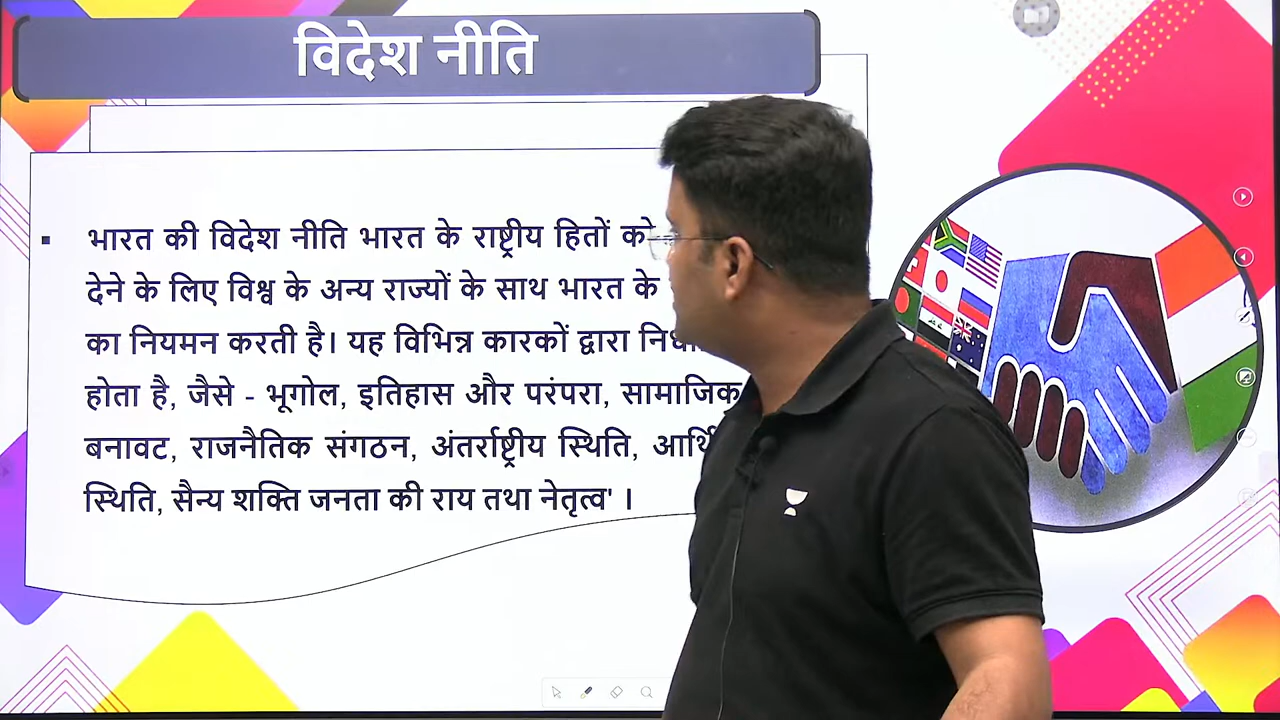 विदेश नीति
भारत की विदेश नीति भारत के राष्ट्रीय हितों को
देने के लिए विश्व के अन्य राज्यों के साथ भारत के
का नियमन करती है। यह विभिन्न कारकों द्वारा
होता है, जैसे - भूगोल, इतिहास और परंपरा, सामाजिक
बनावट, राजनैतिक संगठन, अंतर्राष्ट्रीय स्थिति,
स्थिति, सैन्य शक्ति जनता की राय तथा नेतृत्व' ।